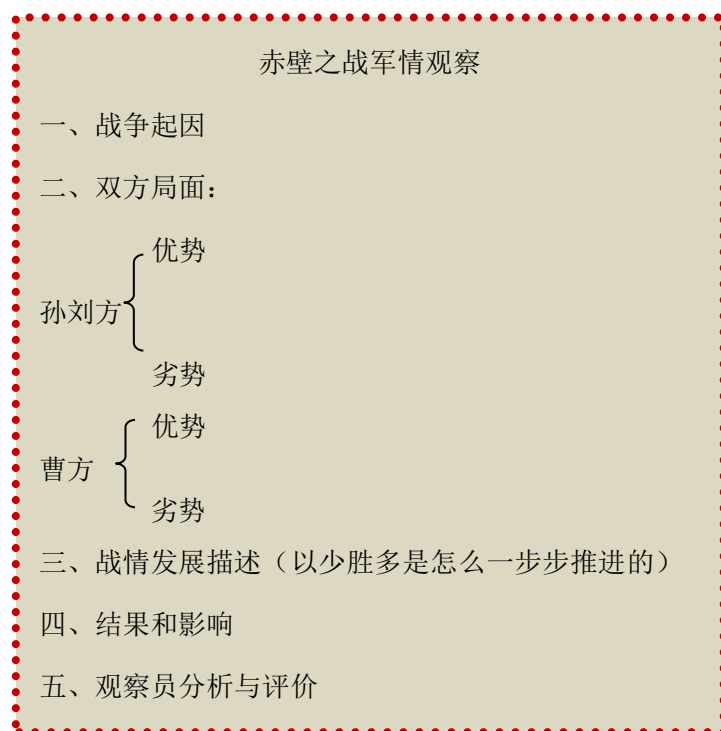 赤壁之战军情观察
一、战争起因
二、双方局面：
优势
孙刘方
劣势
优势
曹方
劣势
三、战情发展描述（以少胜多是怎么一步步推进的）
四、结果和影响
五、观察员分析与评价